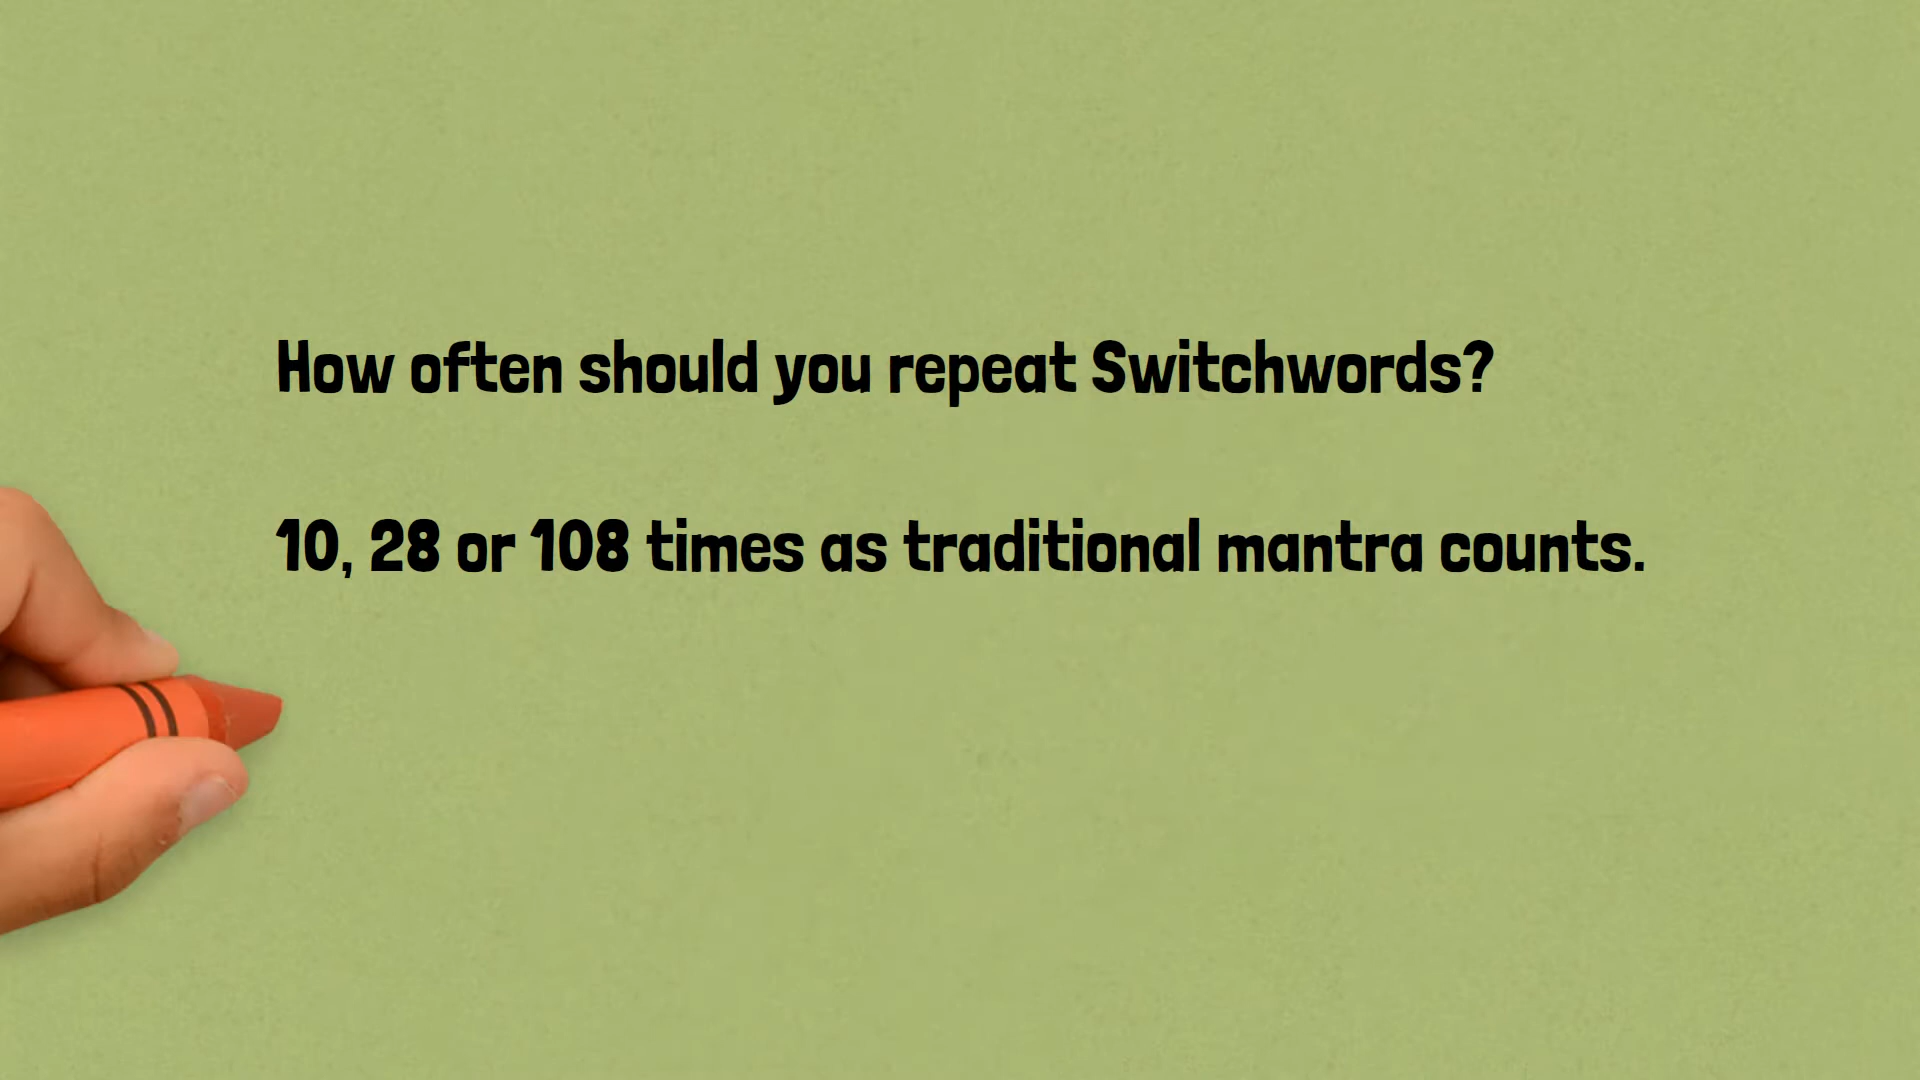 How often should you repeat Switchwords?
10, 28 or 108 times as traditional mantra counts.